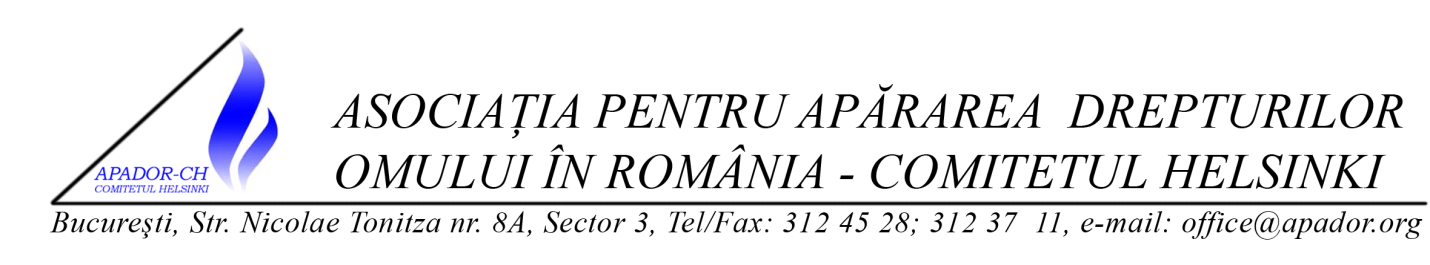 ASOCIAȚIA PENTRU APĂRAREA DREPTURILOR
OMULUI ÎN ROMÂNIA - COMITETUL HELSINKI
APADOR-CH
COMITETUL HELSINKI
Bucureşti, Str. Nicolae Tonitza nr. 8A, Sector 3, Tel/Fax: 312 45 28; 312 37 11, e-mail: office@apador.org